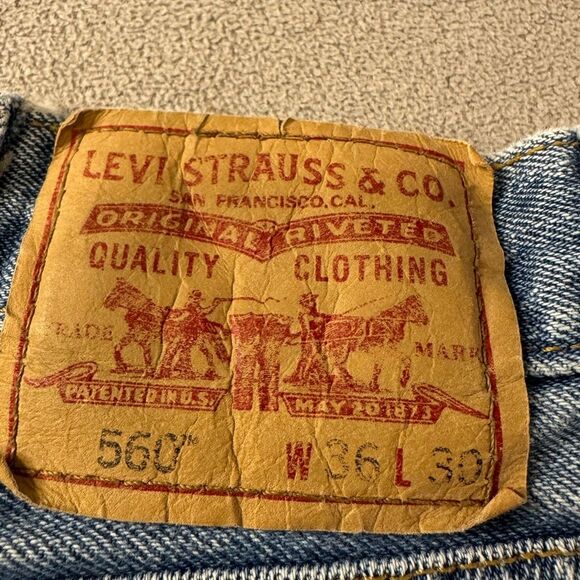 LEVI STRAUSS & CO.
SAN FRANCISCO, CAL.
ORIGINAL RIVETED
QUALITY CLOTHING
TRADE MARK
PATENTED IN U.S. MAY 20 1873
560™ W 36 L 30